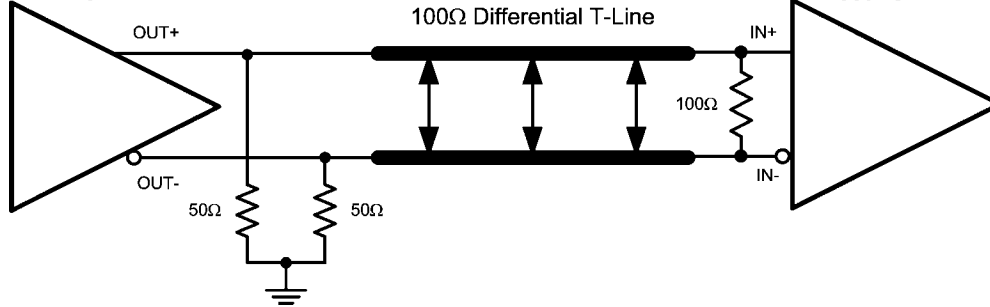 100Ω Differential T-Line
OUT+
IN+
100Ω
OUT-
IN-
50Ω
50Ω